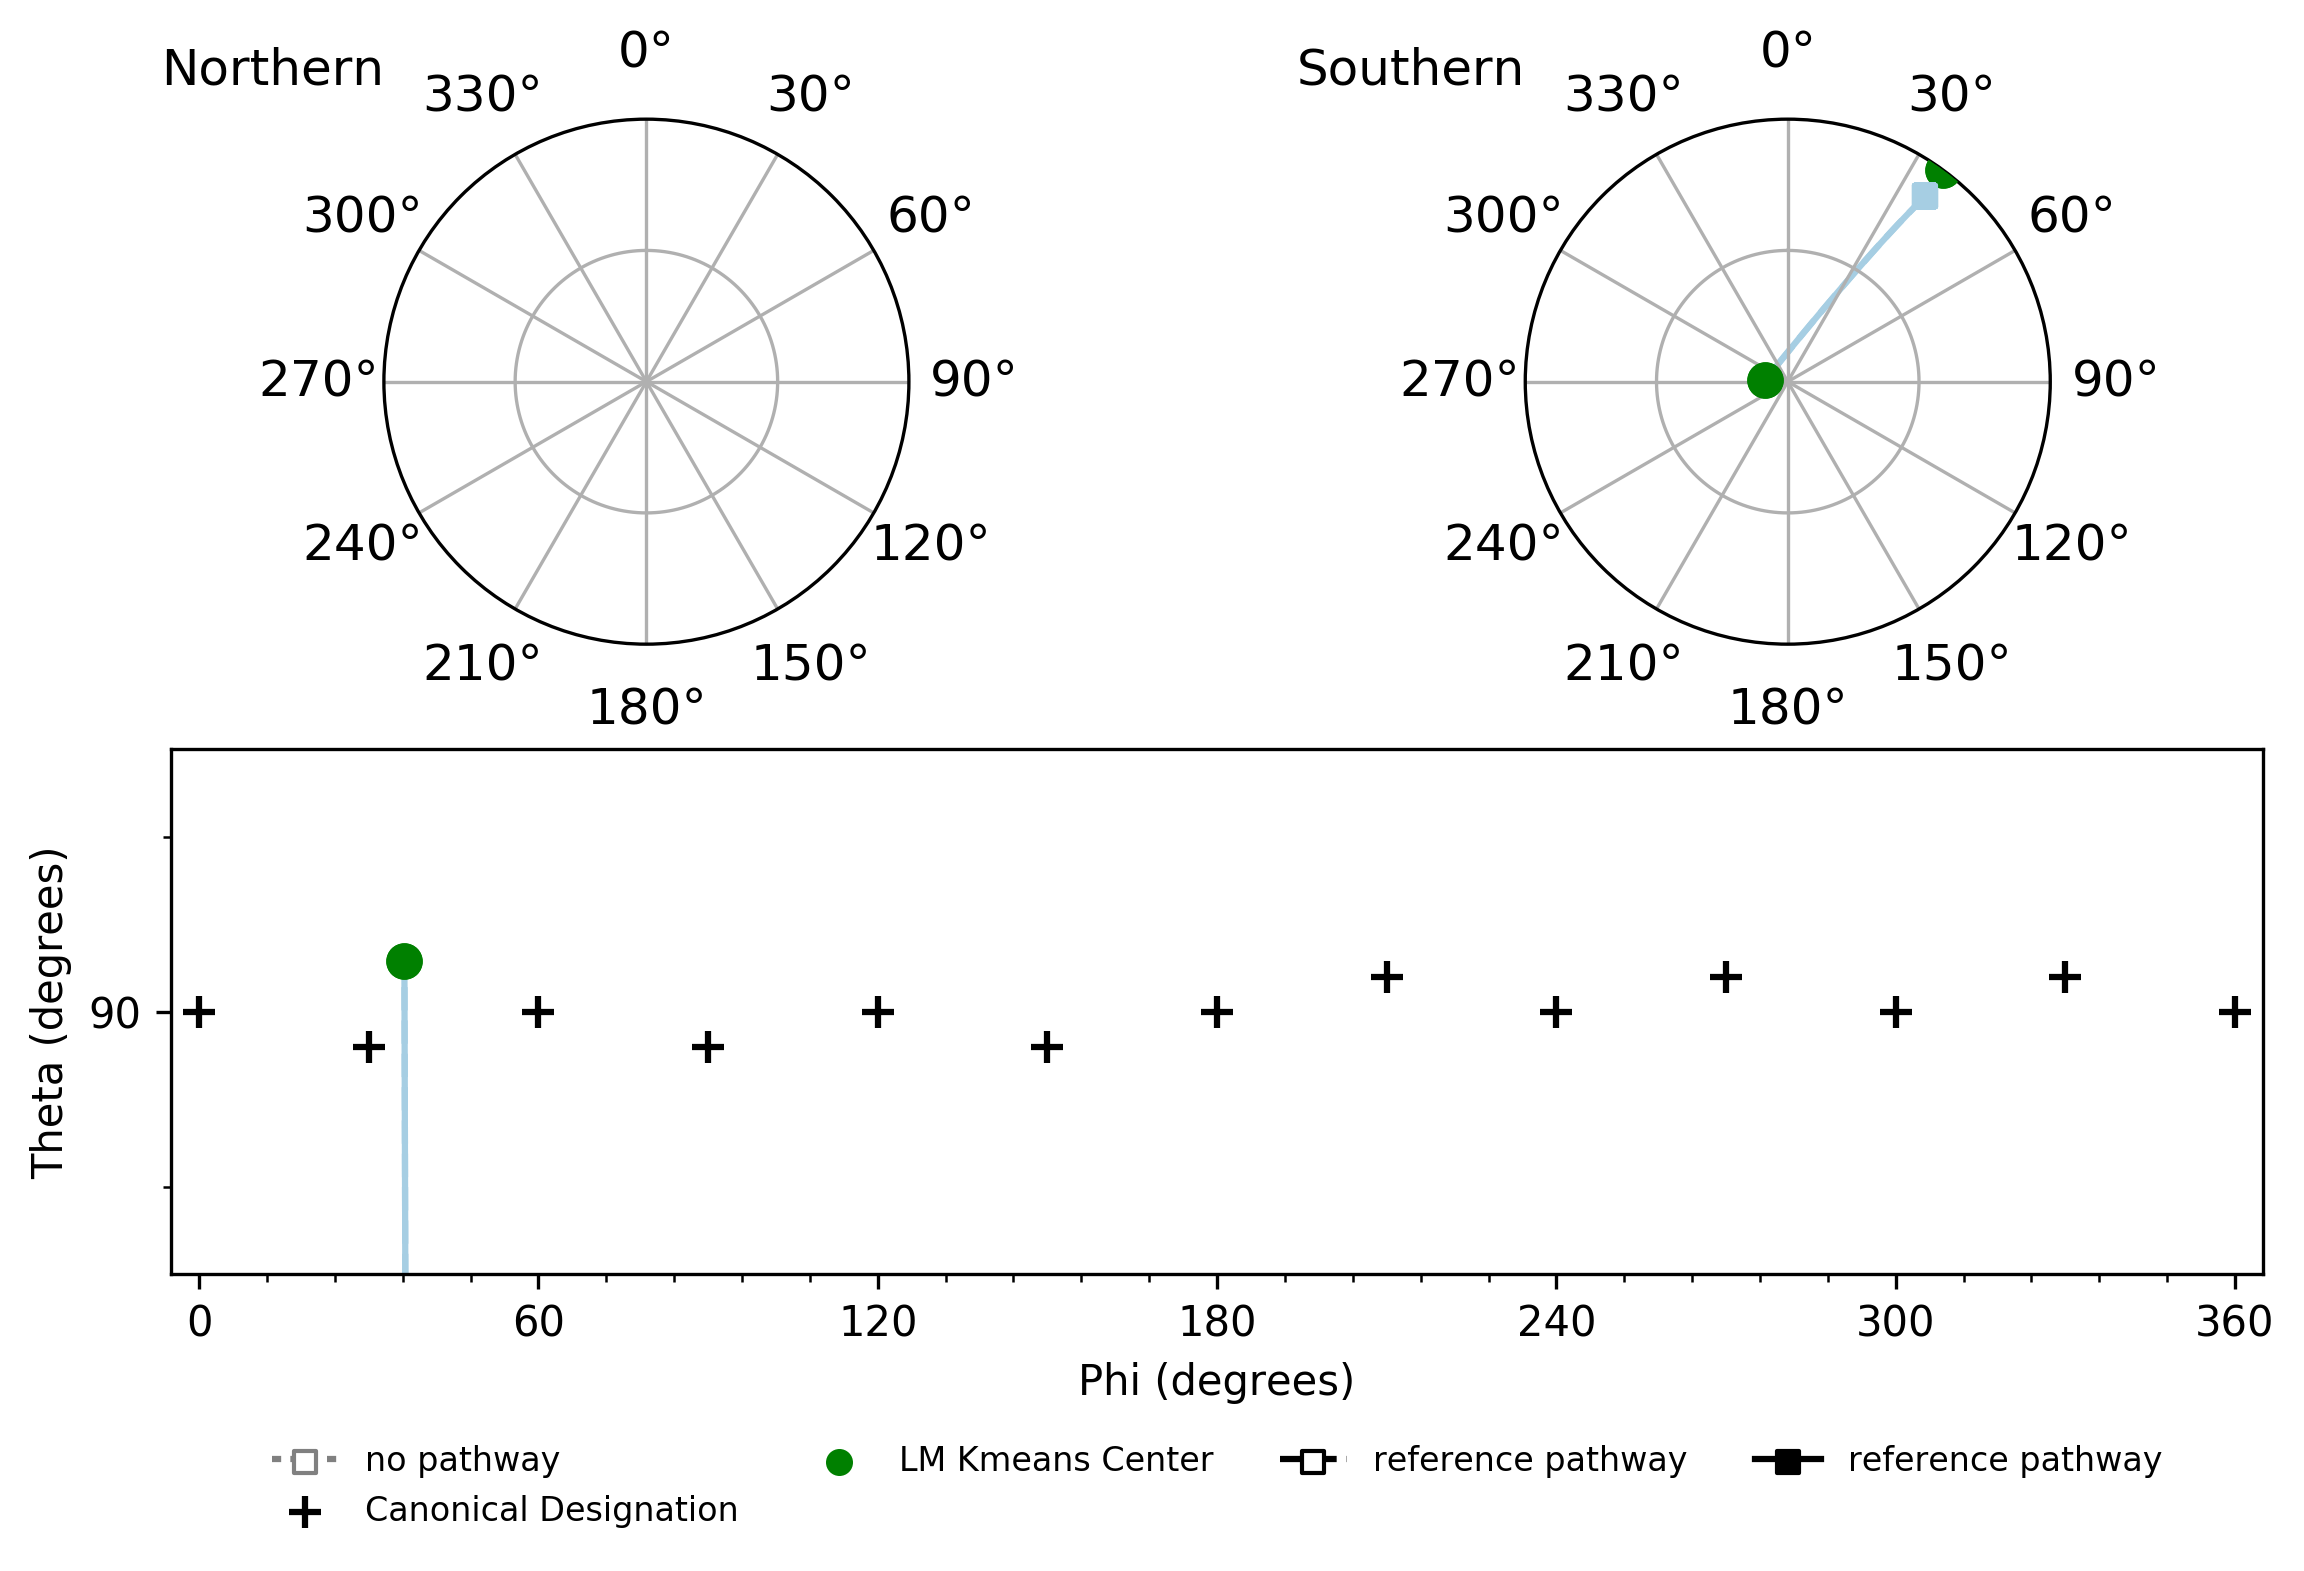 Northern
0°
30°
60°
90°
120°
150°
180°
210°
240°
270°
300°
330°
Southern
0°
30°
60°
90°
120°
150°
180°
210°
240°
270°
300°
330°
Theta (degrees)
90
0 60 120 180 240 300 360
Phi (degrees)
no pathway
Canonical Designation
LM Kmeans Center
reference pathway
reference pathway